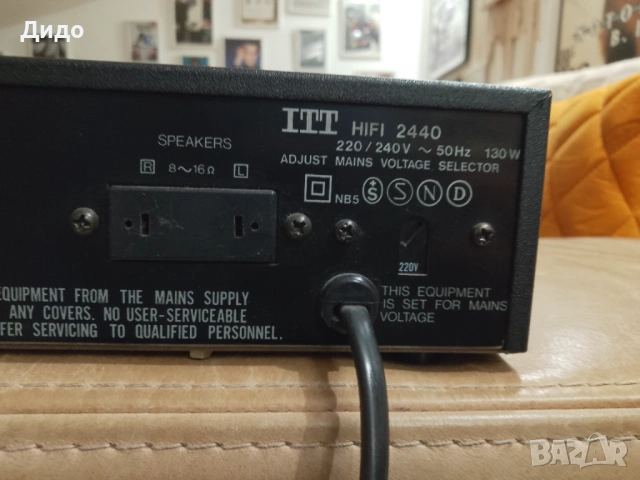 Дидо
ITT HIFI 2440
220 / 240V ~ 50Hz 130W
ADJUST MAINS VOLTAGE SELECTOR
NB5 S S N D
SPEAKERS
R 8~16Ω L
220V
THIS EQUIPMENT
IS SET FOR MAINS
VOLTAGE
EQUIPMENT FROM THE MAINS SUPPLY
ANY COVERS. NO USER-SERVICEABLE
SERVICING TO QUALIFIED PERSONNEL.
BAZAR
bg